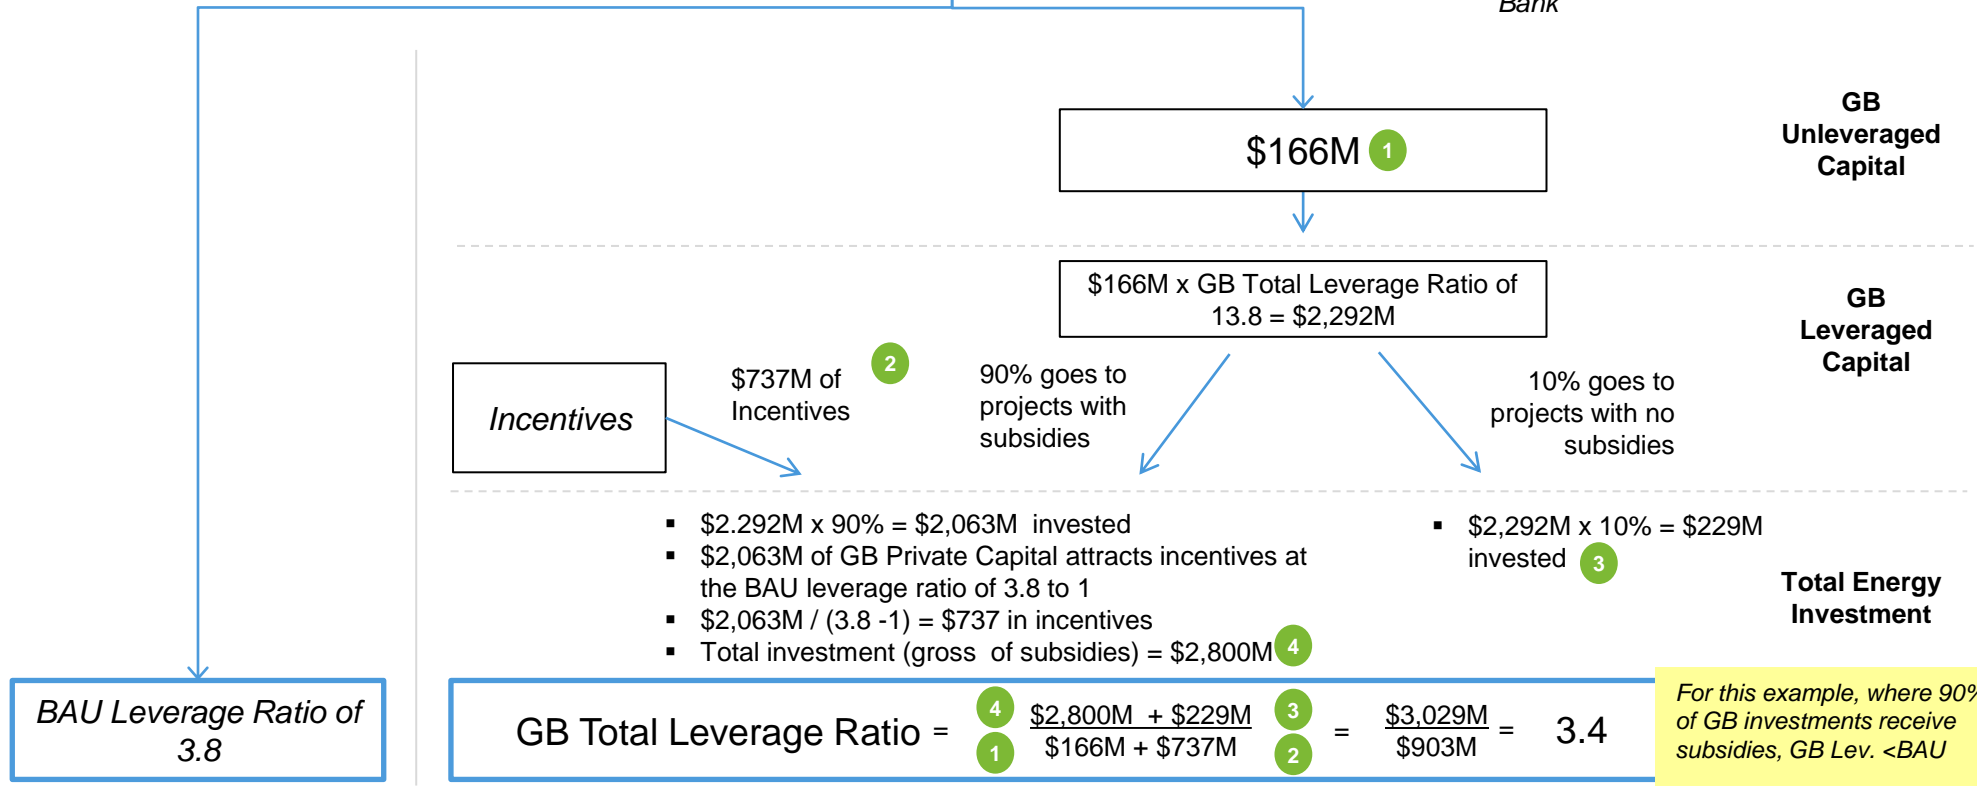 Bank
$166M 1
GB
Unleveraged
Capital
$166M x GB Total Leverage Ratio of
13.8 = $2,292M
GB
Leveraged
Capital
Incentives
$737M of
Incentives
2
90% goes to
projects with
subsidies
10% goes to
projects with no
subsidies
▪ $2.292M x 90% = $2,063M invested
▪ $2,063M of GB Private Capital attracts incentives at
the BAU leverage ratio of 3.8 to 1
▪ $2,063M / (3.8 -1) = $737 in incentives
▪ Total investment (gross of subsidies) = $2,800M 4
▪ $2,292M x 10% = $229M
invested 3
Total Energy
Investment
BAU Leverage Ratio of
3.8
GB Total Leverage Ratio =
4 $2,800M + $229M 3
1 $166M + $737M 2
=
$3,029M
$903M
=
3.4
For this example, where 90%
of GB investments receive
subsidies, GB Lev. <BAU